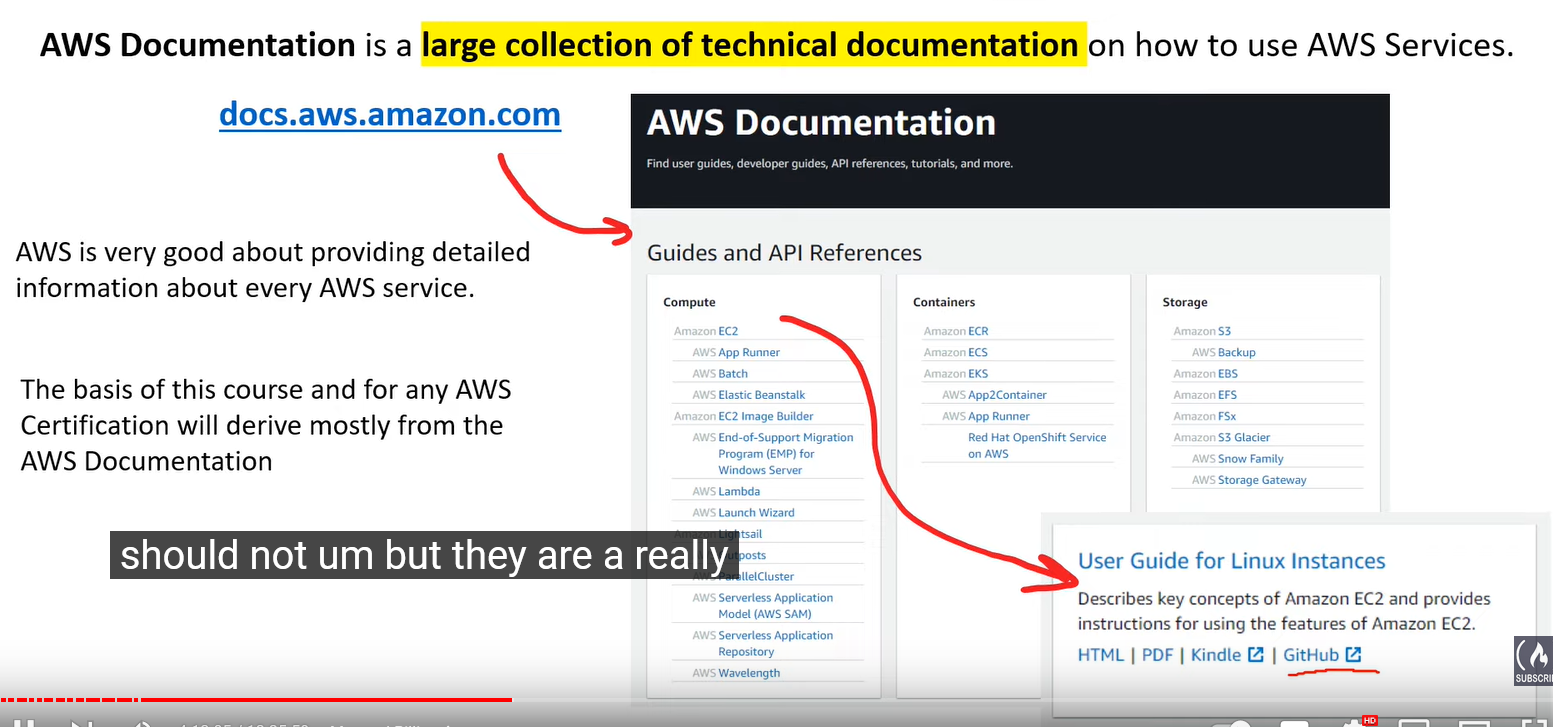 AWS Documentation is a large collection of technical documentation on how to use AWS Services.
docs.aws.amazon.com
AWS is very good about providing detailed
information about every AWS service.
The basis of this course and for any AWS
Certification will derive mostly from the
AWS Documentation
AWS Documentation
Find user guides, developer guides, API references, tutorials, and more.
Guides and API References
Compute
Amazon EC2
AWS App Runner
AWS Batch
AWS Elastic Beanstalk
Amazon EC2 Image Builder
AWS End-of-Support Migration
Program (EMP) for
Windows Server
AWS Lambda
AWS Launch Wizard
Amazon Lightsail
utposts
ParallelCluster
AWS Serverless Application
Model (AWS SAM)
AWS Serverless Application
Repository
AWS Wavelength
Containers
Amazon ECR
Amazon ECS
Amazon EKS
AWS App2Container
AWS App Runner
Red Hat OpenShift Service
on AWS
Storage
Amazon S3
AWS Backup
Amazon EBS
Amazon EFS
Amazon FSx
Amazon S3 Glacier
AWS Snow Family
AWS Storage Gateway
User Guide for Linux Instances
Describes key concepts of Amazon EC2 and provides
instructions for using the features of Amazon EC2.
HTML | PDF | Kindle | GitHub
should not um but they are a really
SUBSCRI
HD